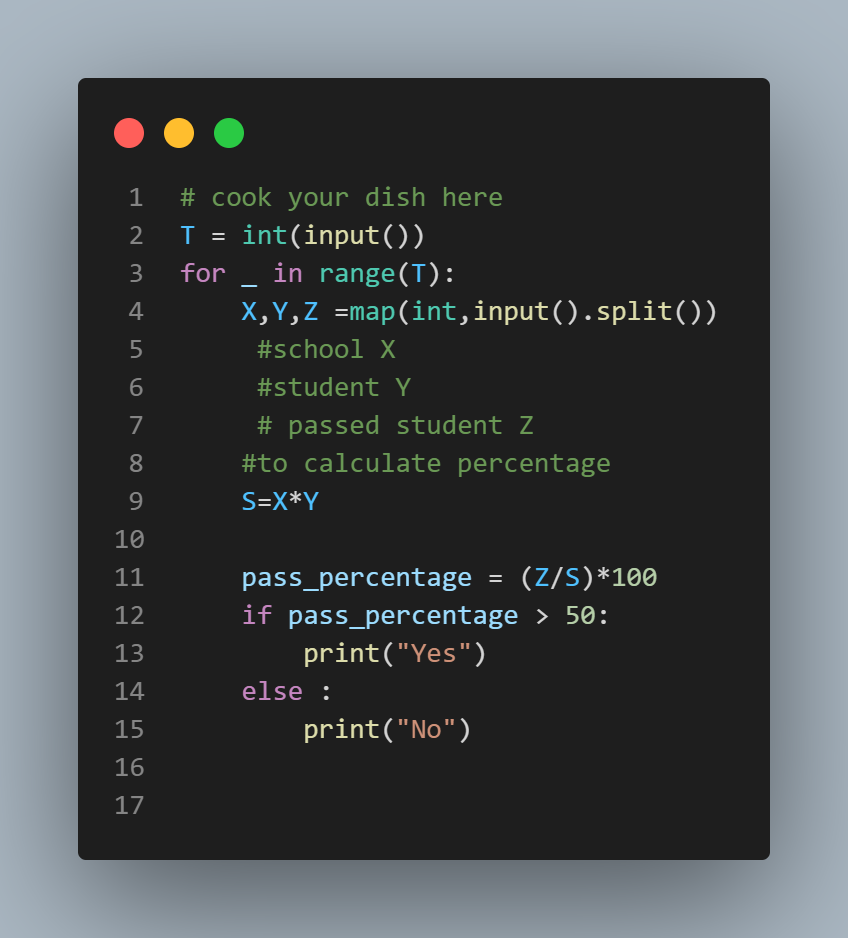 1 # cook your dish here
2 T = int(input())
3 for _ in range(T):
4     X,Y,Z =map(int,input().split())
5      #school X
6      #student Y
7      # passed student Z
8     #to calculate percentage
9     S=X*Y
10
11     pass_percentage = (Z/S)*100
12     if pass_percentage > 50:
13         print("Yes")
14     else :
15         print("No")
16
17